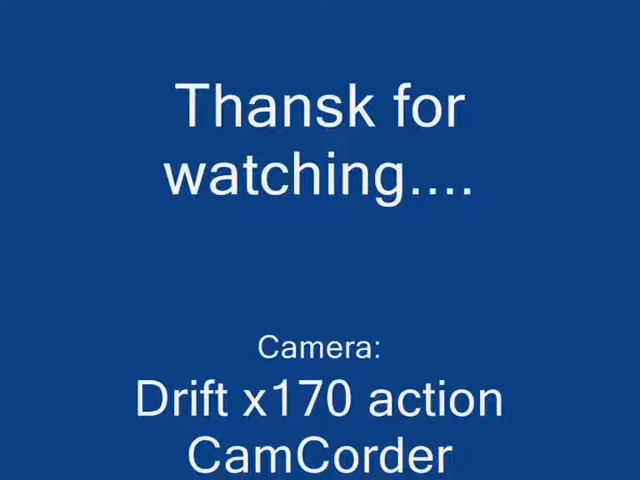 Thansk for
watching....
Camera:
Drift x170 action
CamCorder